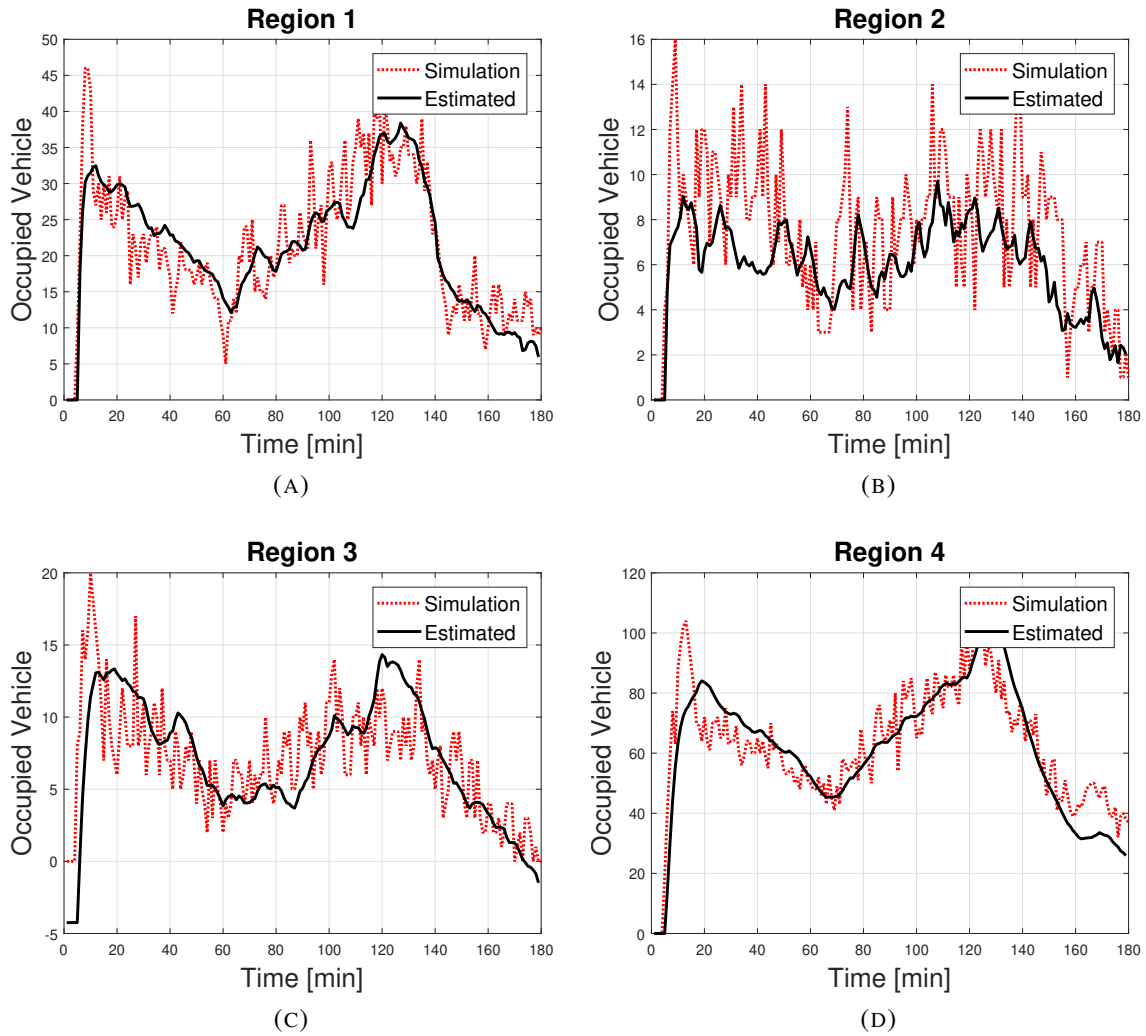 Region 1
50
45
40
35
30
25
20
15
10
5
0
Occupied Vehicle
Simulation
Estimated
0 20 40 60 80 100 120 140 160 180
Time [min]
(A)
Region 2
16
14
12
10
8
6
4
2
0
Occupied Vehicle
Simulation
Estimated
0 20 40 60 80 100 120 140 160 180
Time [min]
(B)
Region 3
20
15
10
5
0
-5
Occupied Vehicle
Simulation
Estimated
0 20 40 60 80 100 120 140 160 180
Time [min]
(C)
Region 4
120
100
80
60
40
20
0
Occupied Vehicle
Simulation
Estimated
0 20 40 60 80 100 120 140 160 180
Time [min]
(D)